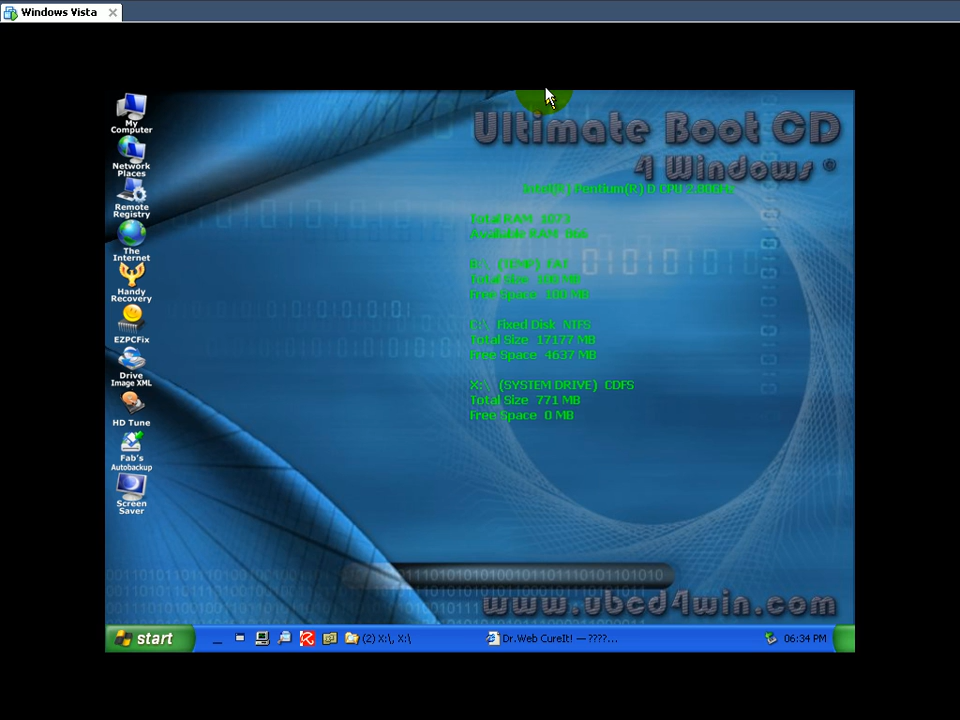 Windows Vista
My
Computer
Network
Places
Remote
Registry
The
Internet
Handy
Recovery
EZPCFix
Drive
Image XML
HD Tune
Fab's
Autobackup
Screen
Saver
Ultimate Boot CD
4 Windows
Intel(R) Pentium(R) D CPU
Total RAM 1073
Available RAM 866
B:\ (TEMP) FAT
Total Size 100 MB
Free Space 100 MB
C:\ Fixed Disk NTFS
Total Size 17177 MB
Free Space 4637 MB
X:\ (SYSTEM DRIVE) CDFS
Total Size 771 MB
Free Space 0 MB
www.ubcd4win.com
start
(2) X:\, X:\
Dr.Web CureIt! — ????...
06:34 PM